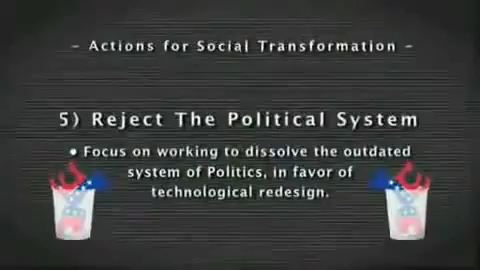 – Actions for Social Transformation –
5) Reject The Political System
• Focus on working to dissolve the outdated
system of Politics, in favor of
technological redesign.